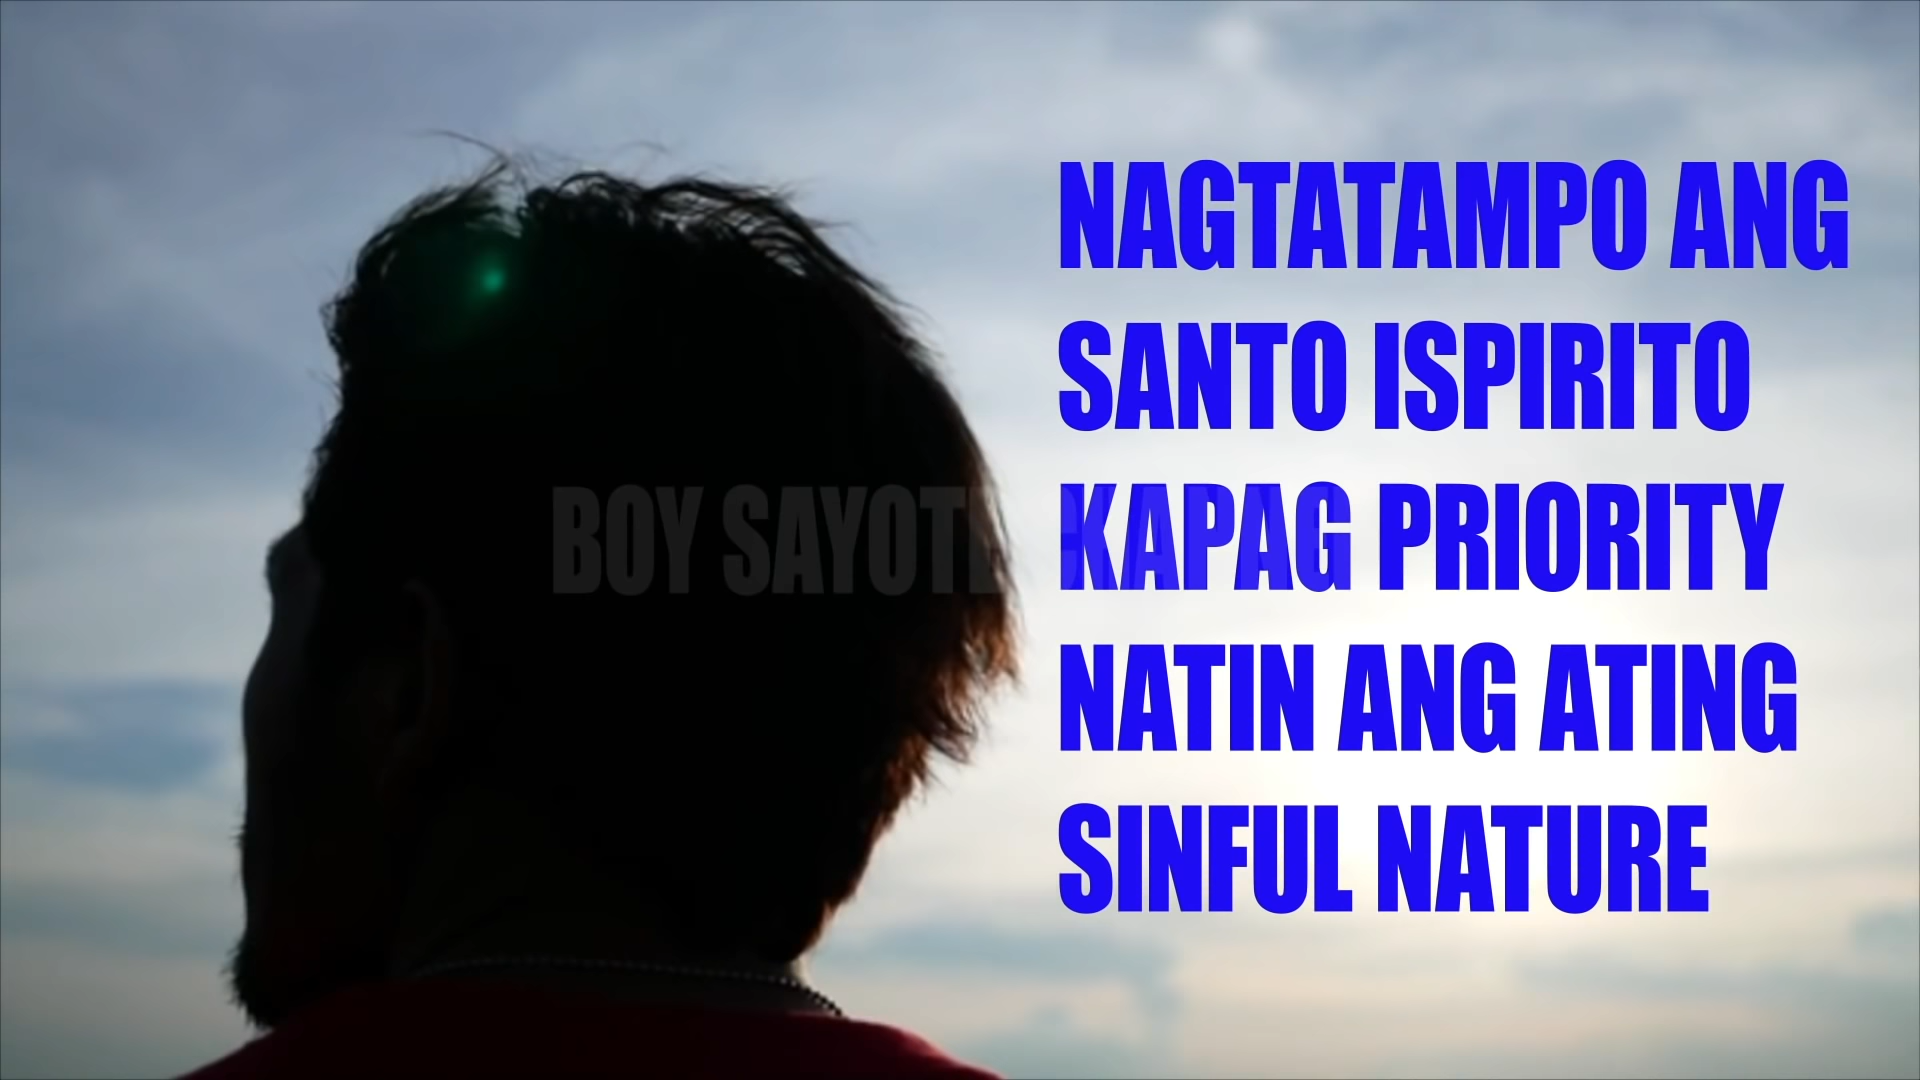 NAGTATAMPO ANG
SANTO ISPIRITO
KAPAG PRIORITY
NATIN ANG ATING
SINFUL NATURE
BOY SAYOTE